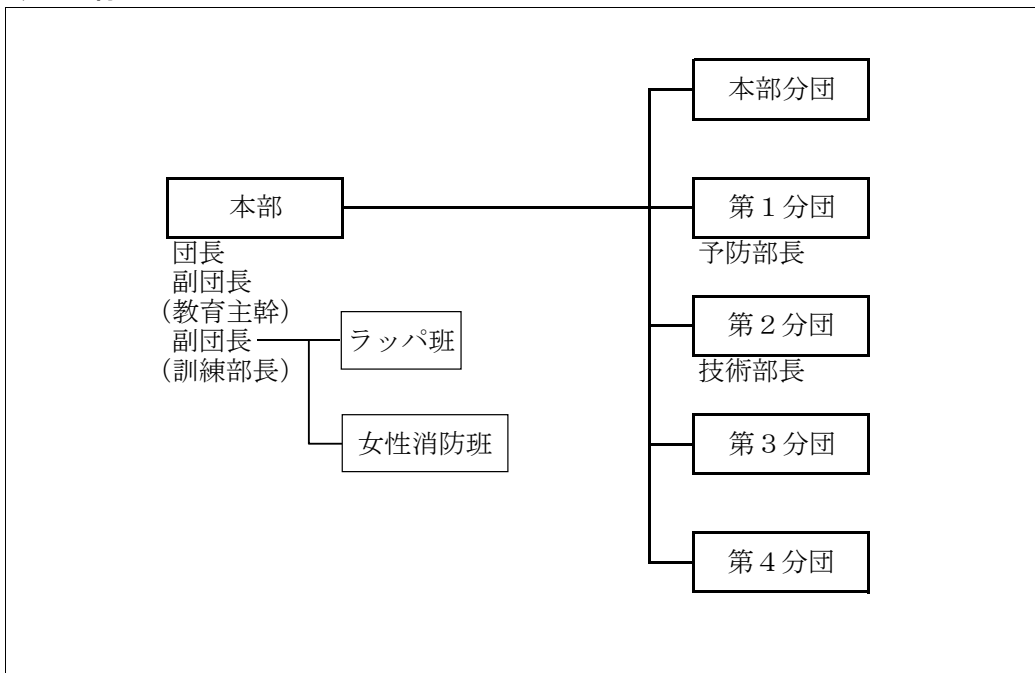 本部
団長
副団長
(教育主幹)
副団長
(訓練部長)
ラッパ班
女性消防班
本部分団
第１分団
予防部長
第２分団
技術部長
第３分団
第４分団